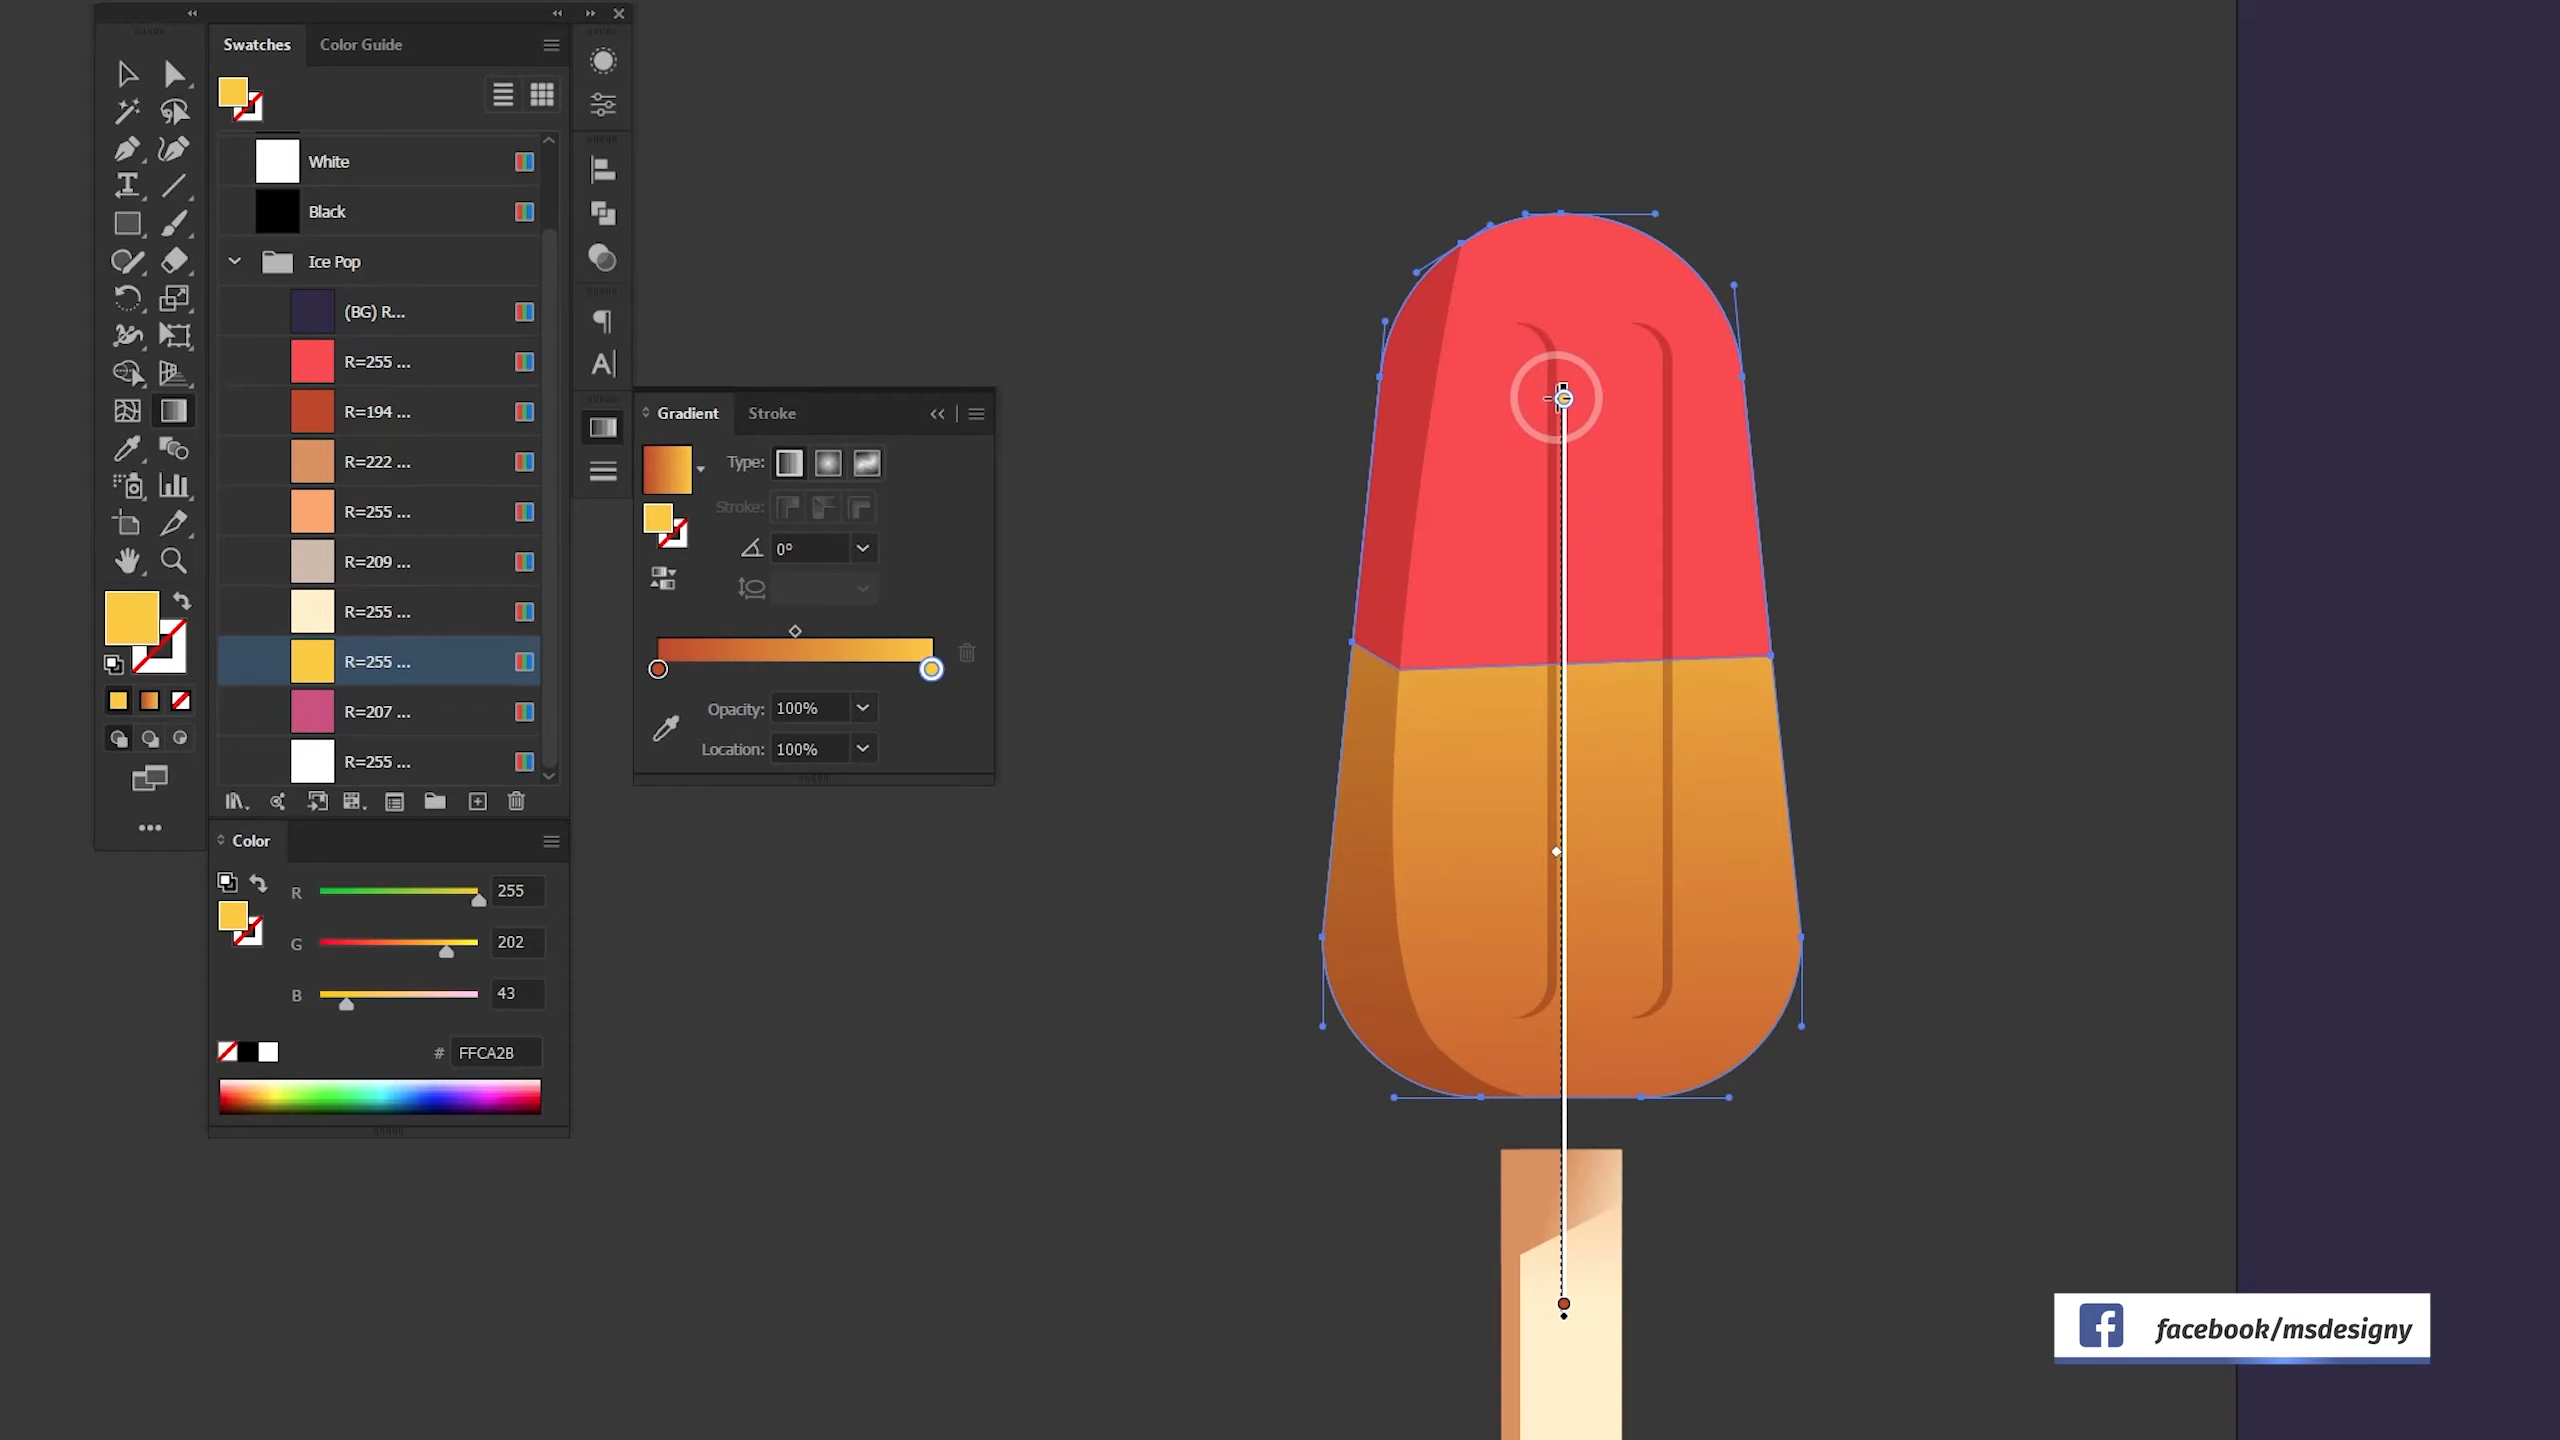 Swatches
Color Guide
White
Black
Ice Pop
(BG) R...
R=255 ...
R=194 ...
R=222 ...
R=255 ...
R=209 ...
R=255 ...
R=255 ...
R=207 ...
R=255 ...
Gradient
Stroke
Type:
Stroke:
0°
Opacity: 100%
Location: 100%
Color
R 255
G 202
B 43
# FFCA2B
facebook/msdesigny